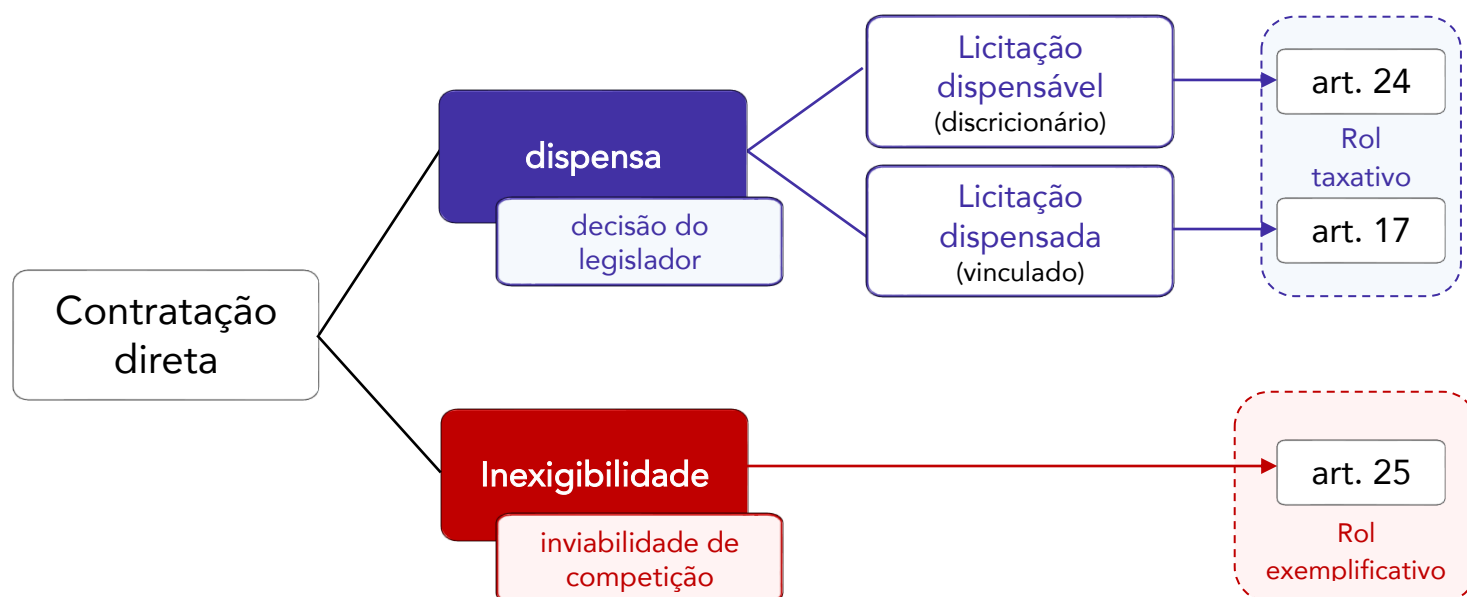 Contratação
direta
dispensa
decisão do
legislador
Licitação
dispensável
(discricionário)
Licitação
dispensada
(vinculado)
art. 24
Rol
taxativo
art. 17
Inexigibilidade
inviabilidade de
competição
art. 25
Rol
exemplificativo